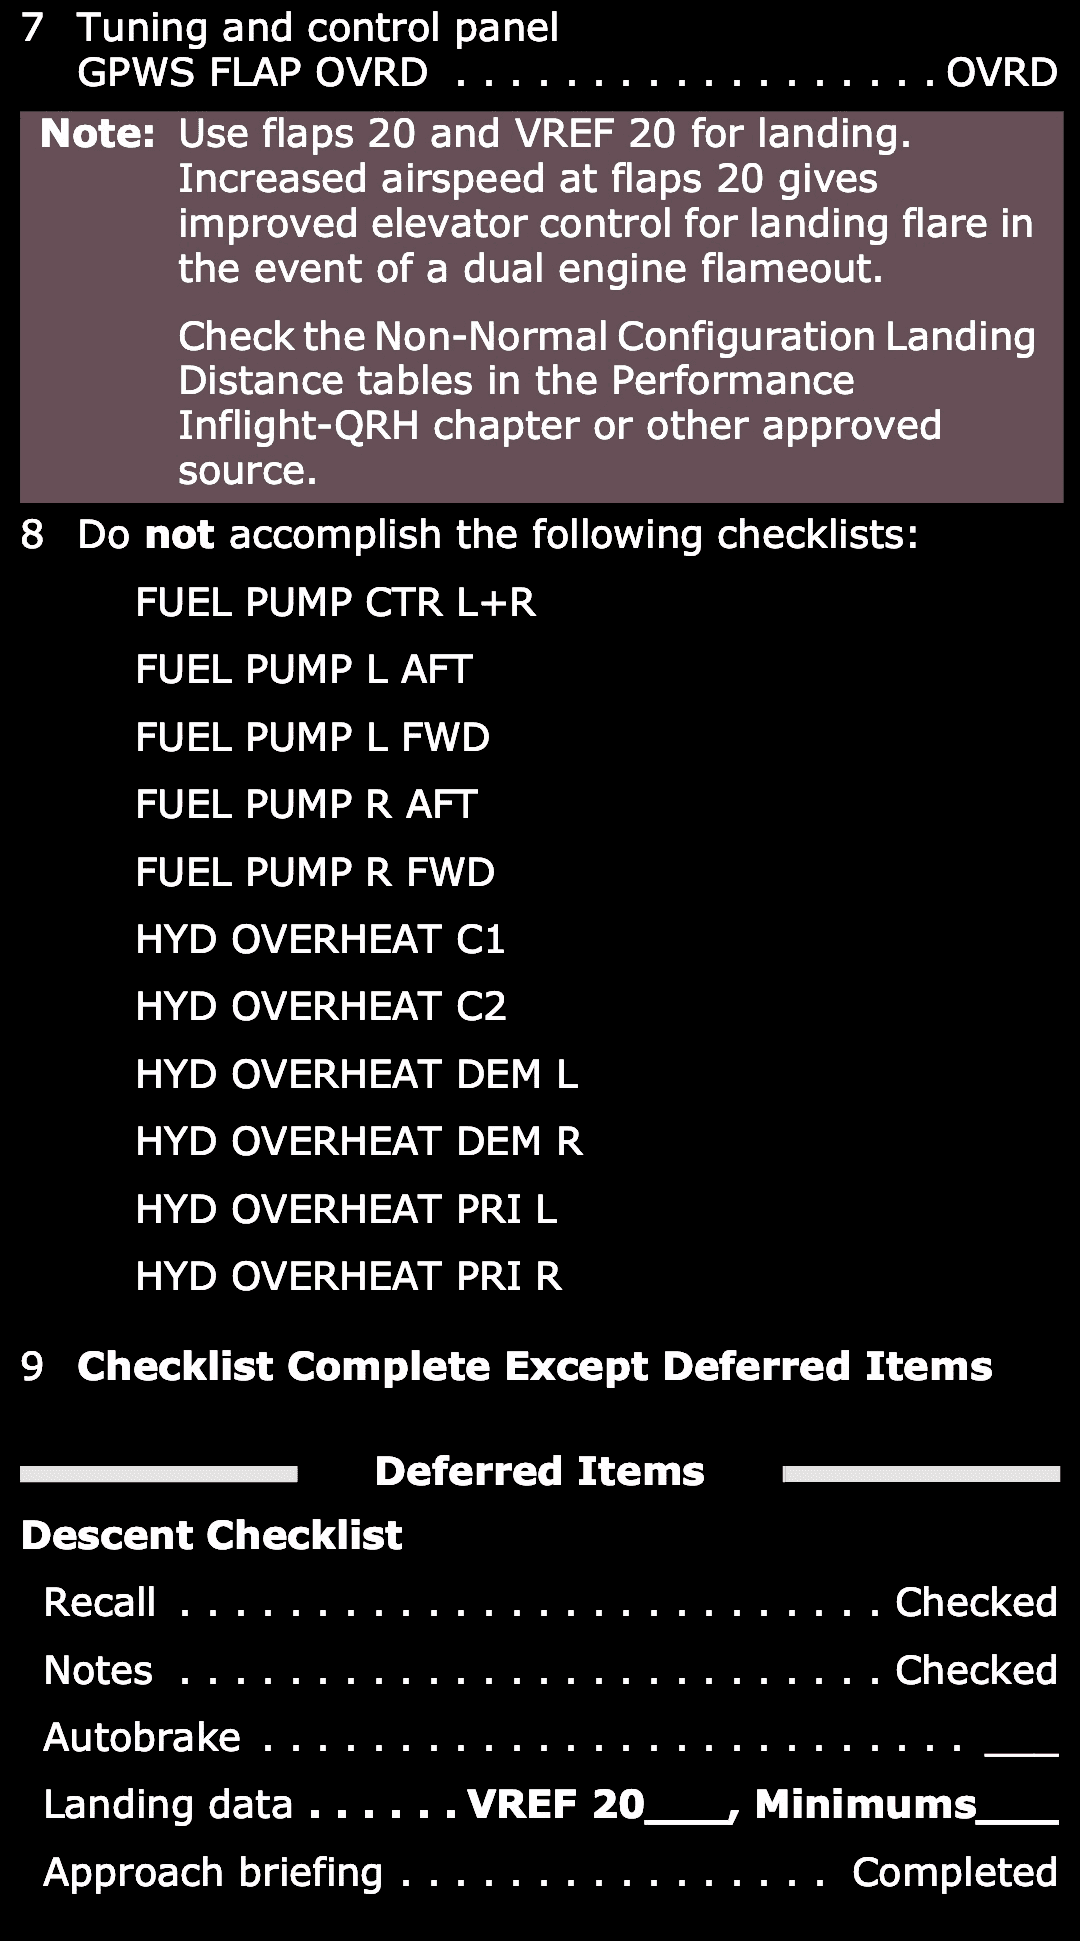 7 Tuning and control panel
GPWS FLAP OVRD . . . . . . . . . . . . . . . . . . OVRD
Note: Use flaps 20 and VREF 20 for landing.
Increased airspeed at flaps 20 gives
improved elevator control for landing flare in
the event of a dual engine flameout.
Check the Non-Normal Configuration Landing
Distance tables in the Performance
Inflight-QRH chapter or other approved
source.
8 Do not accomplish the following checklists:
FUEL PUMP CTR L+R
FUEL PUMP L AFT
FUEL PUMP L FWD
FUEL PUMP R AFT
FUEL PUMP R FWD
HYD OVERHEAT C1
HYD OVERHEAT C2
HYD OVERHEAT DEM L
HYD OVERHEAT DEM R
HYD OVERHEAT PRI L
HYD OVERHEAT PRI R
9 Checklist Complete Except Deferred Items
Deferred Items
Descent Checklist
Recall . . . . . . . . . . . . . . . . . . . . . . . . . . Checked
Notes . . . . . . . . . . . . . . . . . . . . . . . . . . Checked
Autobrake . . . . . . . . . . . . . . . . . . . . . . . . . . ___
Landing data . . . . . . VREF 20___, Minimums___
Approach briefing . . . . . . . . . . . . . . . . Completed